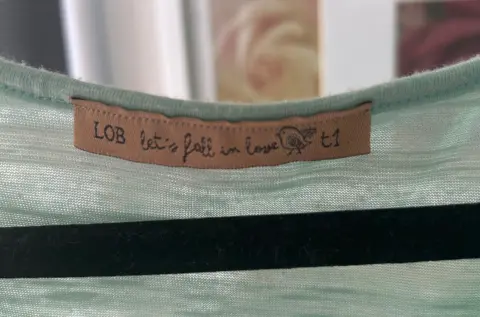 LOB let's fall in love t1